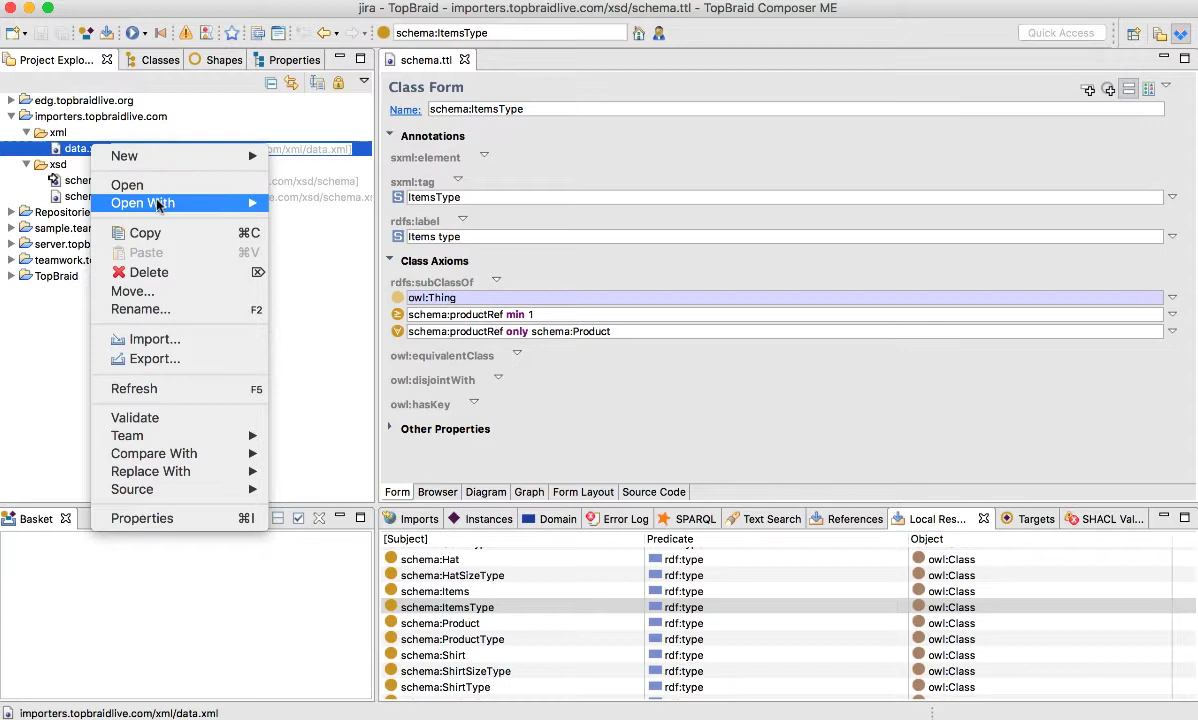 jira - TopBraid - importers.topbraidlive.com/xsd/schema.ttl - TopBraid Composer ME
schema:ItemsType
Quick Access
Project Explo...
Classes
Shapes
Properties
schema.ttl
edg.topbraidlive.org
importers.topbraidlive.com
xml
data. om/xml/data.xml]
xsd
sche .com/xsd/schema]
sche e.com/xsd/schema.x
Repositorie
sample.tea
server.topb
teamwork.to
TopBraid
New
Open
Open With
Copy ⌘C
Paste ⌘V
Delete ⌦
Move...
Rename... F2
Import...
Export...
Refresh F5
Validate
Team
Compare With
Replace With
Source
Properties ⌘I
Class Form
Name: schema:ItemsType
Annotations
sxml:element
sxml:tag
S ItemsType
rdfs:label
S Items type
Class Axioms
rdfs:subClassOf
owl:Thing
schema:productRef min 1
schema:productRef only schema:Product
owl:equivalentClass
owl:disjointWith
owl:hasKey
Other Properties
Form Browser Diagram Graph Form Layout Source Code
Basket
Imports Instances Domain Error Log SPARQL Text Search References Local Res... Targets SHACL Val...
[Subject] Predicate Object
schema:Hat rdf:type owl:Class
schema:HatSizeType rdf:type owl:Class
schema:Items rdf:type owl:Class
schema:ItemsType rdf:type owl:Class
schema:Product rdf:type owl:Class
schema:ProductType rdf:type owl:Class
schema:Shirt rdf:type owl:Class
schema:ShirtSizeType rdf:type owl:Class
schema:ShirtType rdf:type owl:Class
importers.topbraidlive.com/xml/data.xml